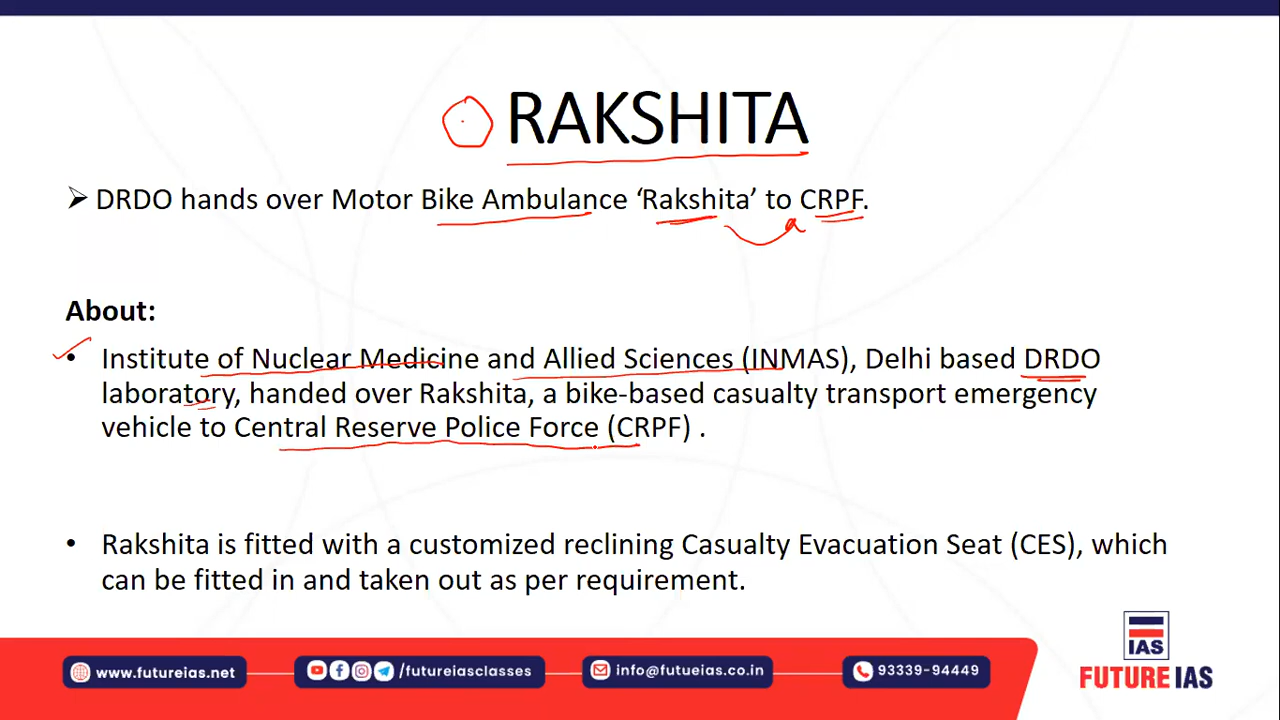 RAKSHITA
➢ DRDO hands over Motor Bike Ambulance ‘Rakshita’ to CRPF.
About:
• Institute of Nuclear Medicine and Allied Sciences (INMAS), Delhi based DRDO
laboratory, handed over Rakshita, a bike-based casualty transport emergency
vehicle to Central Reserve Police Force (CRPF) .
• Rakshita is fitted with a customized reclining Casualty Evacuation Seat (CES), which
can be fitted in and taken out as per requirement.
www.futureias.net
/futureiasclasses
info@futueias.co.in
93339-94449
IAS
FUTURE IAS